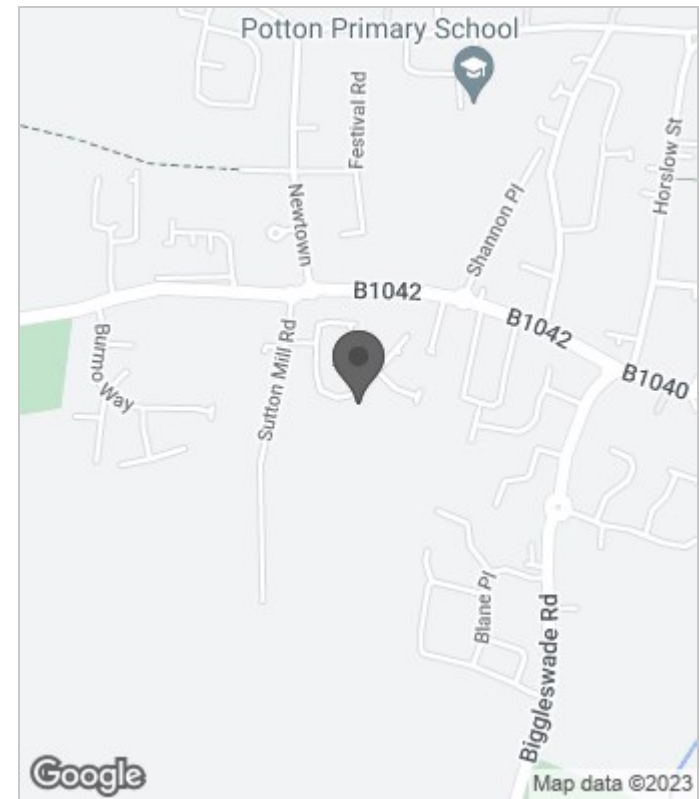 Potton Primary School
Festival Rd
Horslow St
Newtown
Shannon Pl
B1042
B1042
B1040
Burmo Way
Sutton Mill Rd
Blane Pl
Biggleswade Rd
Google
Map data ©2023